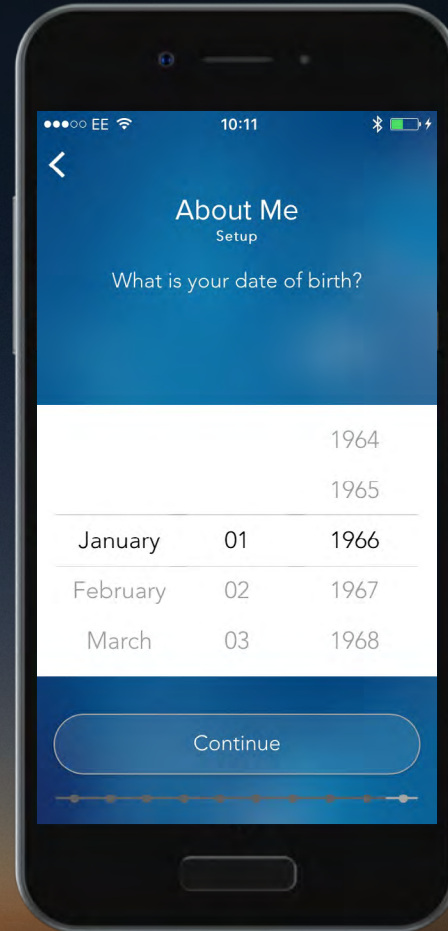 EE 10:11
About Me
Setup
What is your date of birth?
1964
1965
January 01 1966
February 02 1967
March 03 1968
Continue